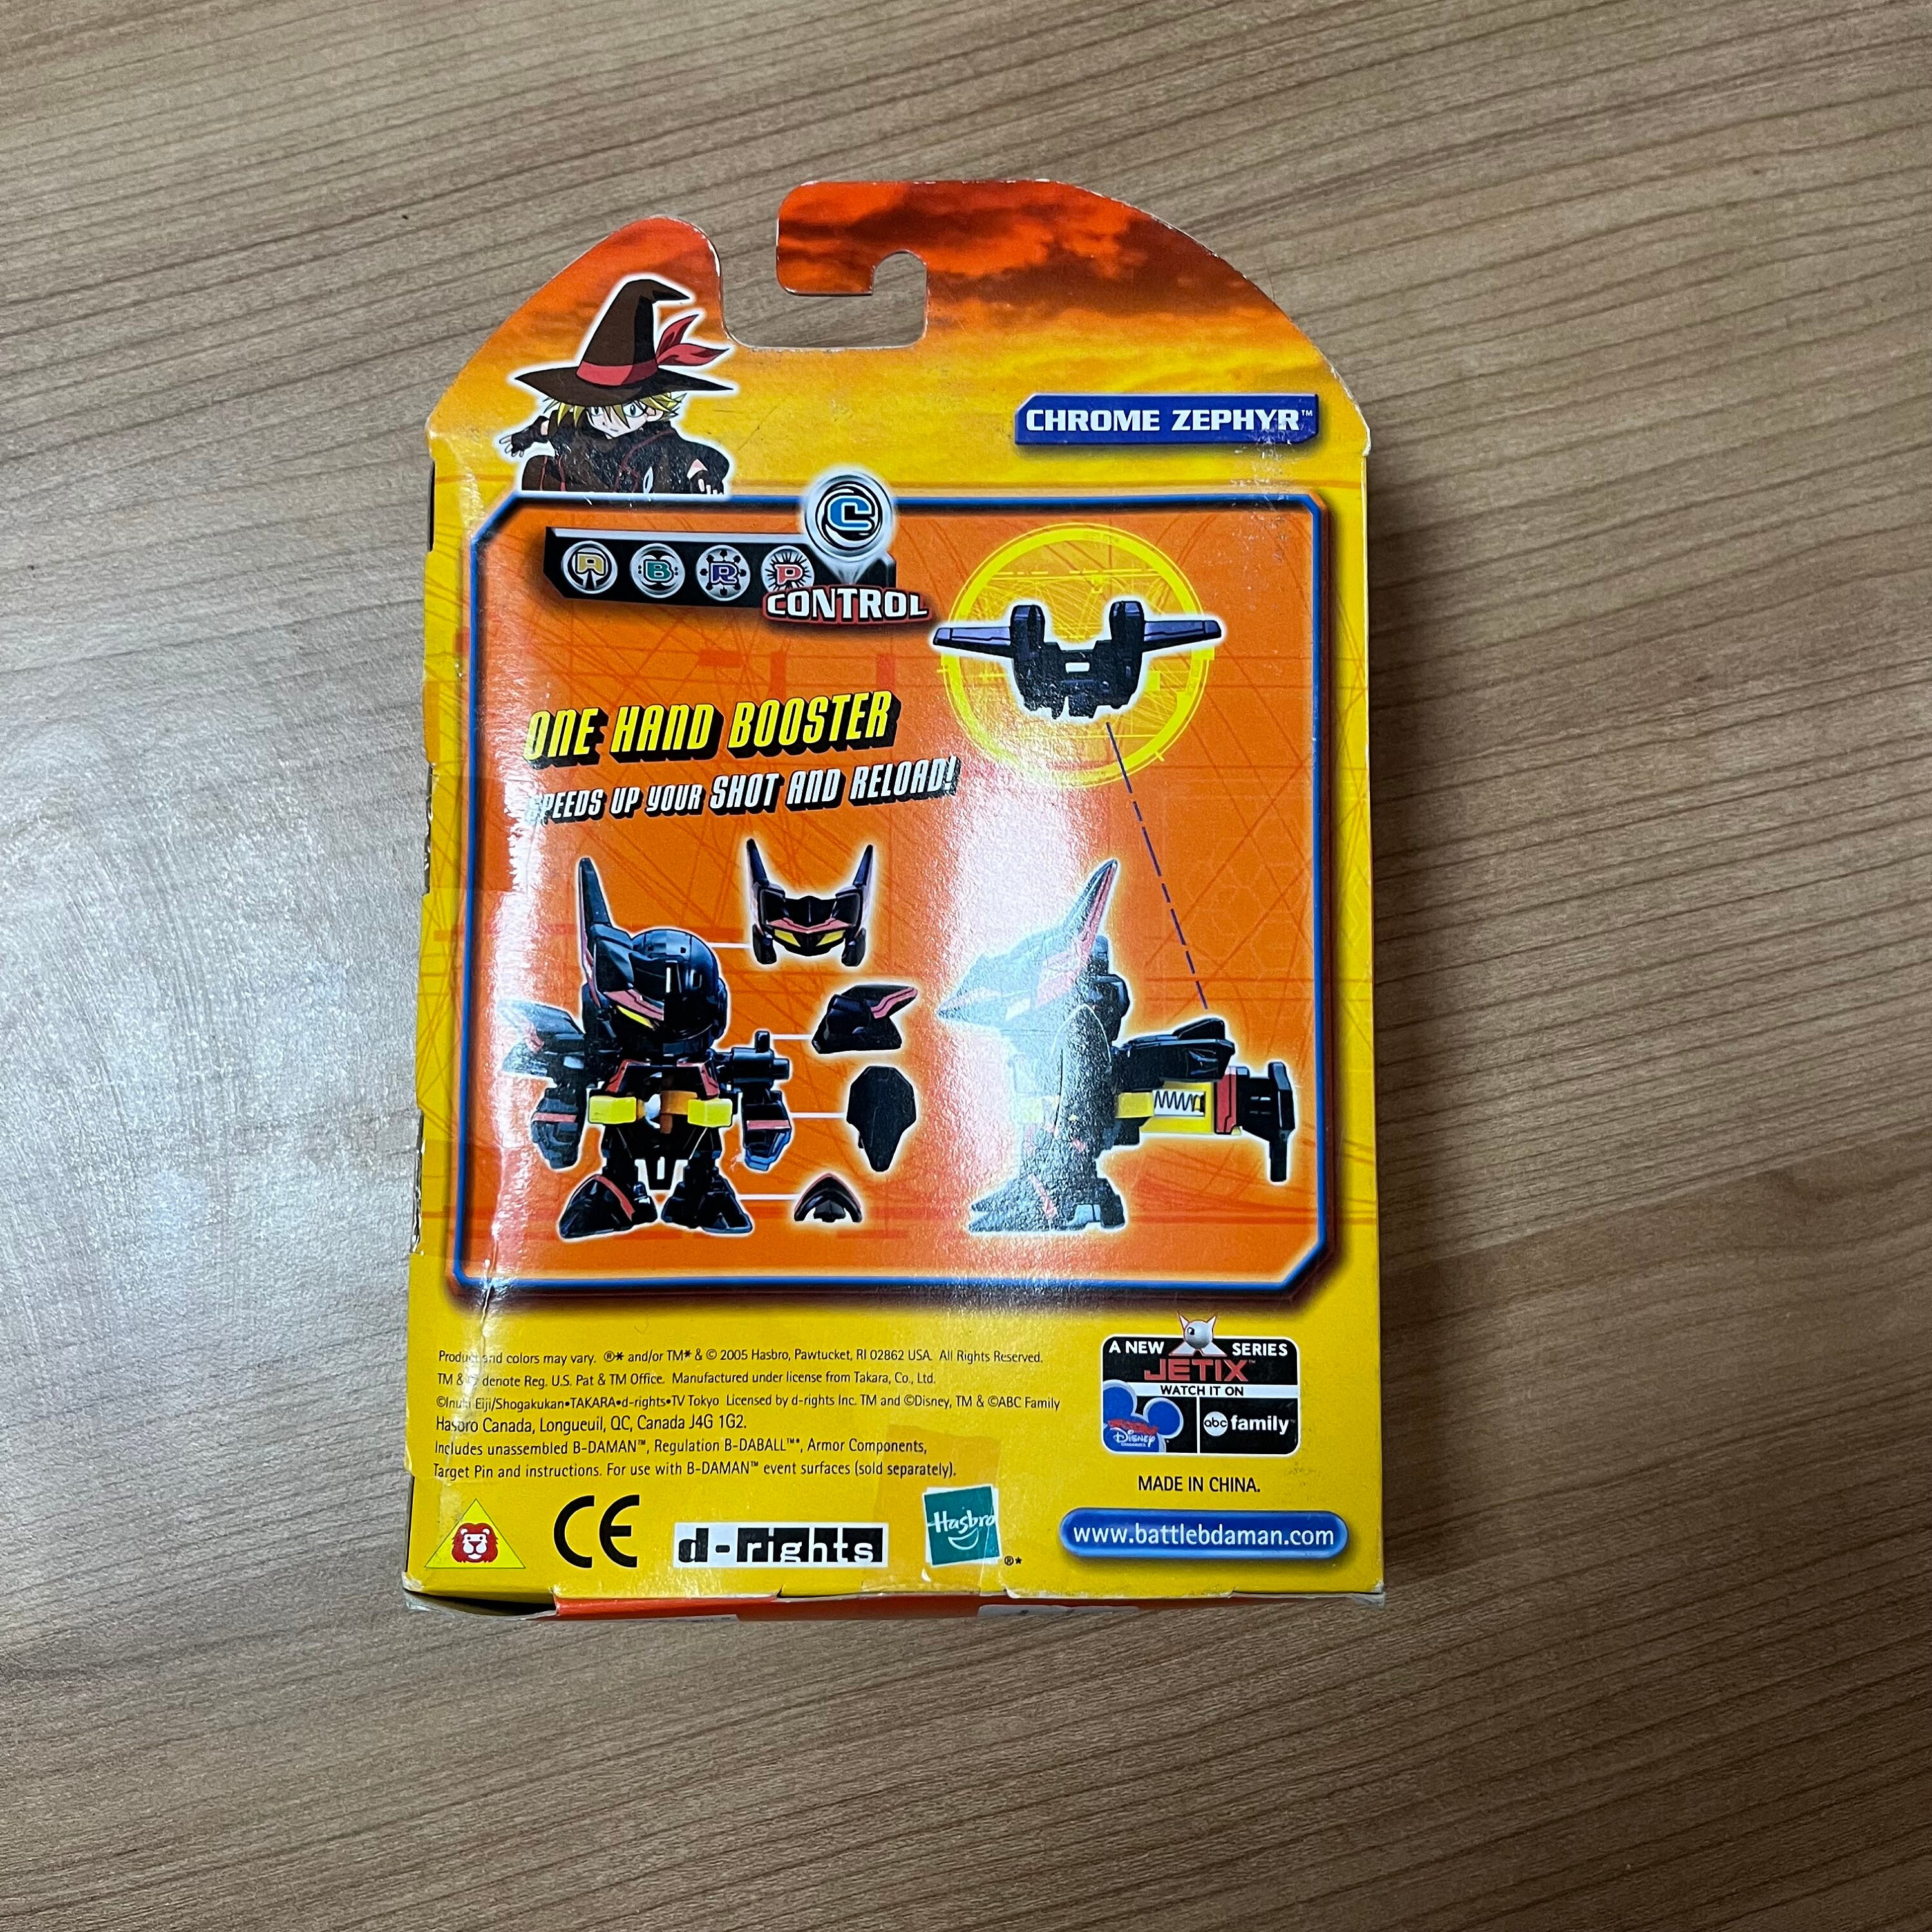 CHROME ZEPHYR™
C
A B R P
CONTROL
ONE HAND BOOSTER
SPEEDS UP YOUR SHOT AND RELOAD!
Product and colors may vary. ®* and/or TM* & © 2005 Hasbro, Pawtucket, RI 02862 USA. All Rights Reserved.
TM & ® denote Reg. U.S. Pat & TM Office. Manufactured under license from Takara, Co., Ltd.
©Inuki Eiji/Shogakukan•TAKARA•d-rights•TV Tokyo Licensed by d-rights Inc. TM and ©Disney, TM & ©ABC Family
Hasbro Canada, Longueuil, QC, Canada J4G 1G2.
Includes unassembled B-DAMAN™, Regulation B-DABALL™*, Armor Components,
Target Pin and instructions. For use with B-DAMAN™ event surfaces (sold separately).
CE
d-rights
Hasbro
®*
A NEW SERIES
JETIX™
WATCH IT ON
TOON
Disney
abc family
MADE IN CHINA.
www.battlebdaman.com